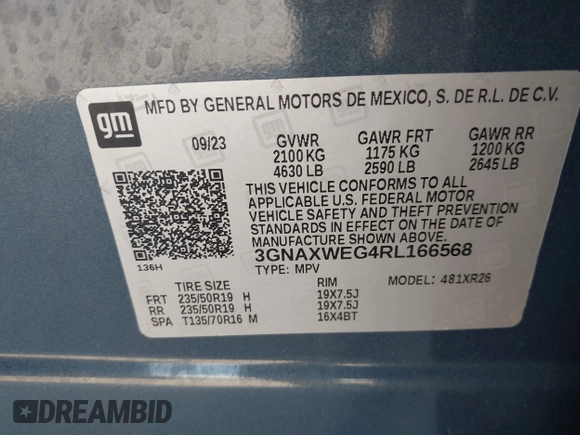 gm
MFD BY GENERAL MOTORS DE MEXICO, S. DE R.L. DE C.V.
09/23 GVWR GAWR FRT GAWR RR
2100 KG 1175 KG 1200 KG
4630 LB 2590 LB 2645 LB
THIS VEHICLE CONFORMS TO ALL
APPLICABLE U.S. FEDERAL MOTOR
VEHICLE SAFETY AND THEFT PREVENTION
STANDARDS IN EFFECT ON THE DATE OF
MANUFACTURE SHOWN ABOVE.
3GNAXWEG4RL166568
136H
TYPE: MPV MODEL: 481XR26
TIRE SIZE RIM
FRT 235/50R19 H 19X7.5J
RR 235/50R19 H 19X7.5J
SPA T135/70R16 M 16X4BT
DREAMBID